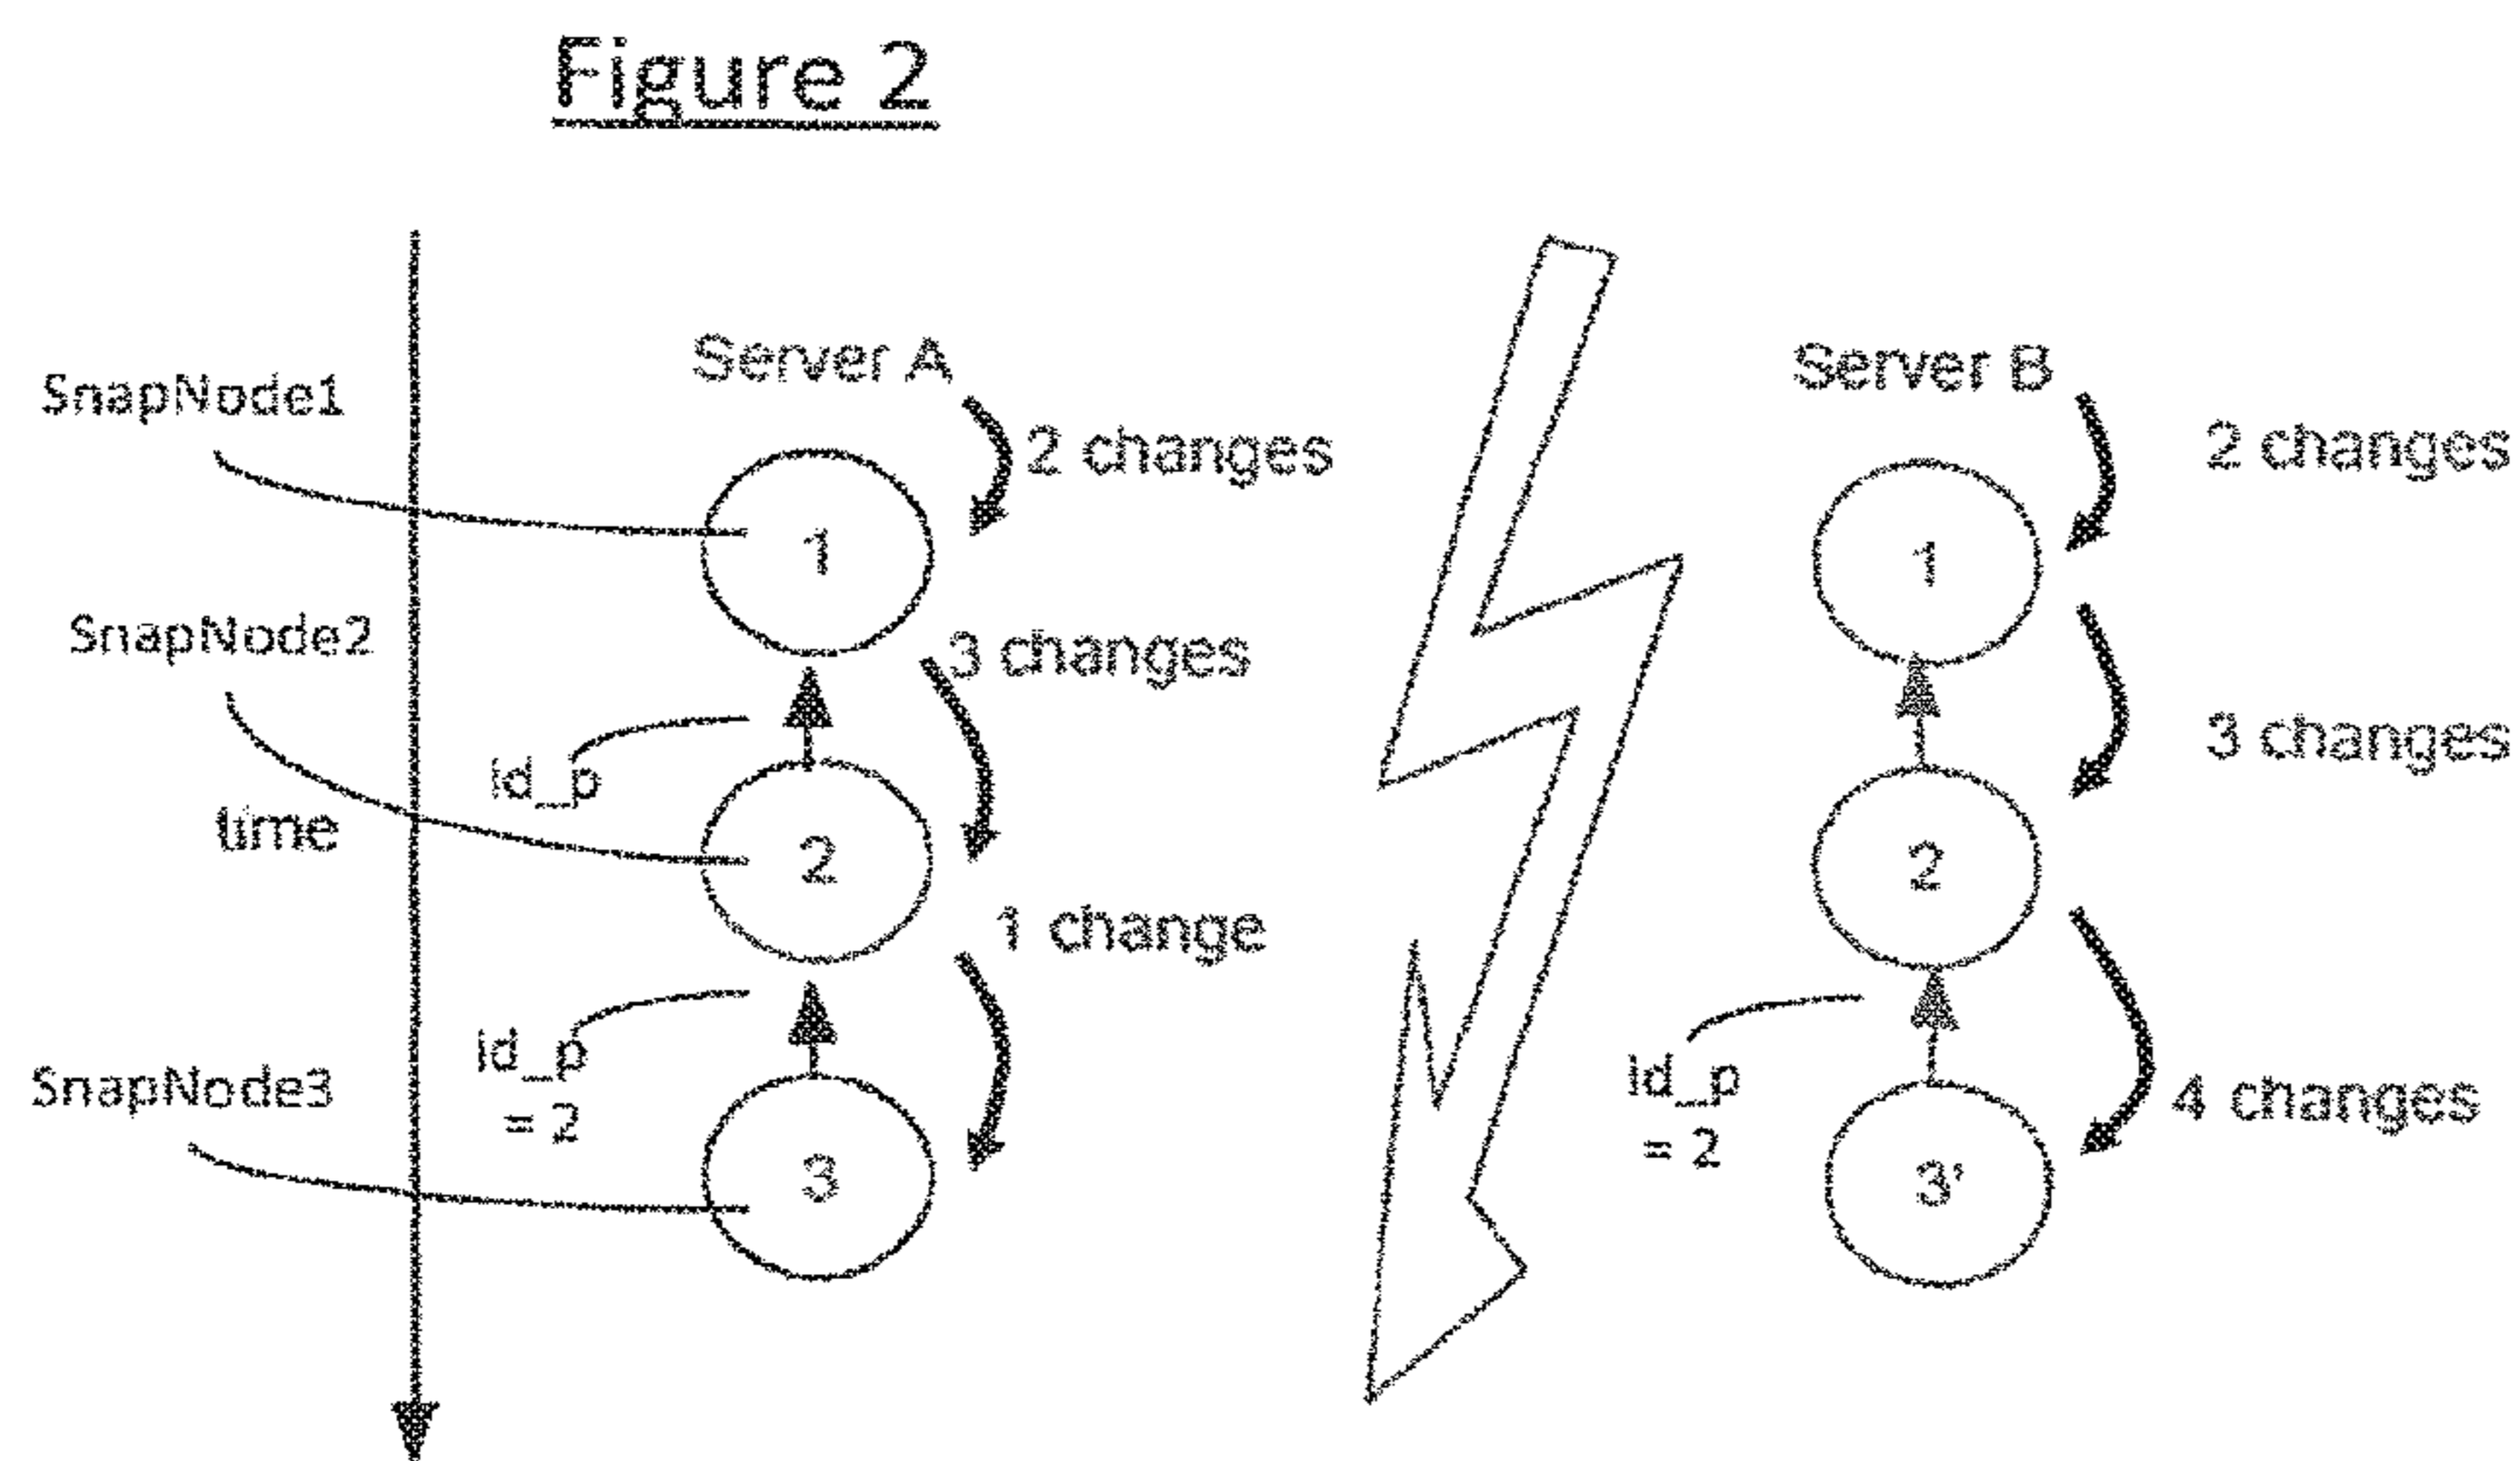 Figure 2
Server A
Server B
SnapNode1
2 changes
2 changes
1
1
SnapNode2
3 changes
3 changes
Id_p
time
2
2
1 change
Id_p
= 2
Id_p
= 2
SnapNode3
4 changes
3
3'